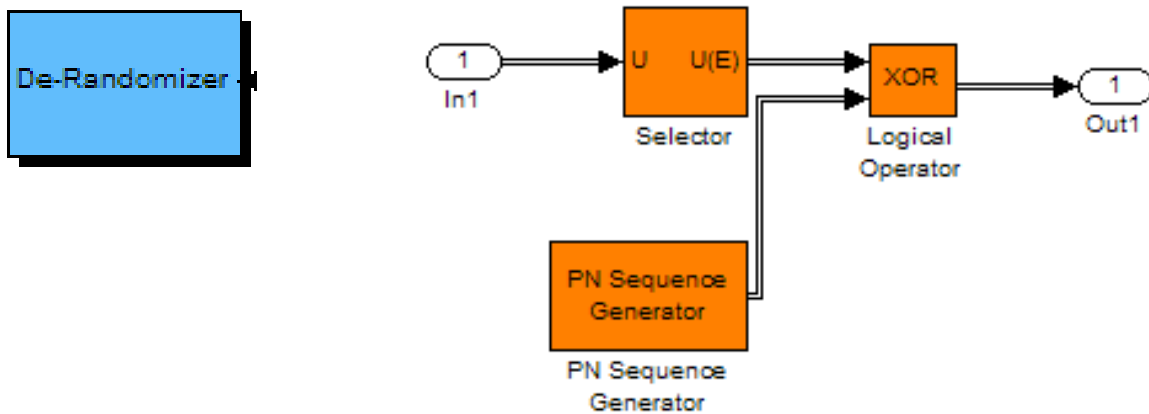 De-Randomizer
1
In1
U U(E)
Selector
XOR
Logical
Operator
1
Out1
PN Sequence
Generator
PN Sequence
Generator